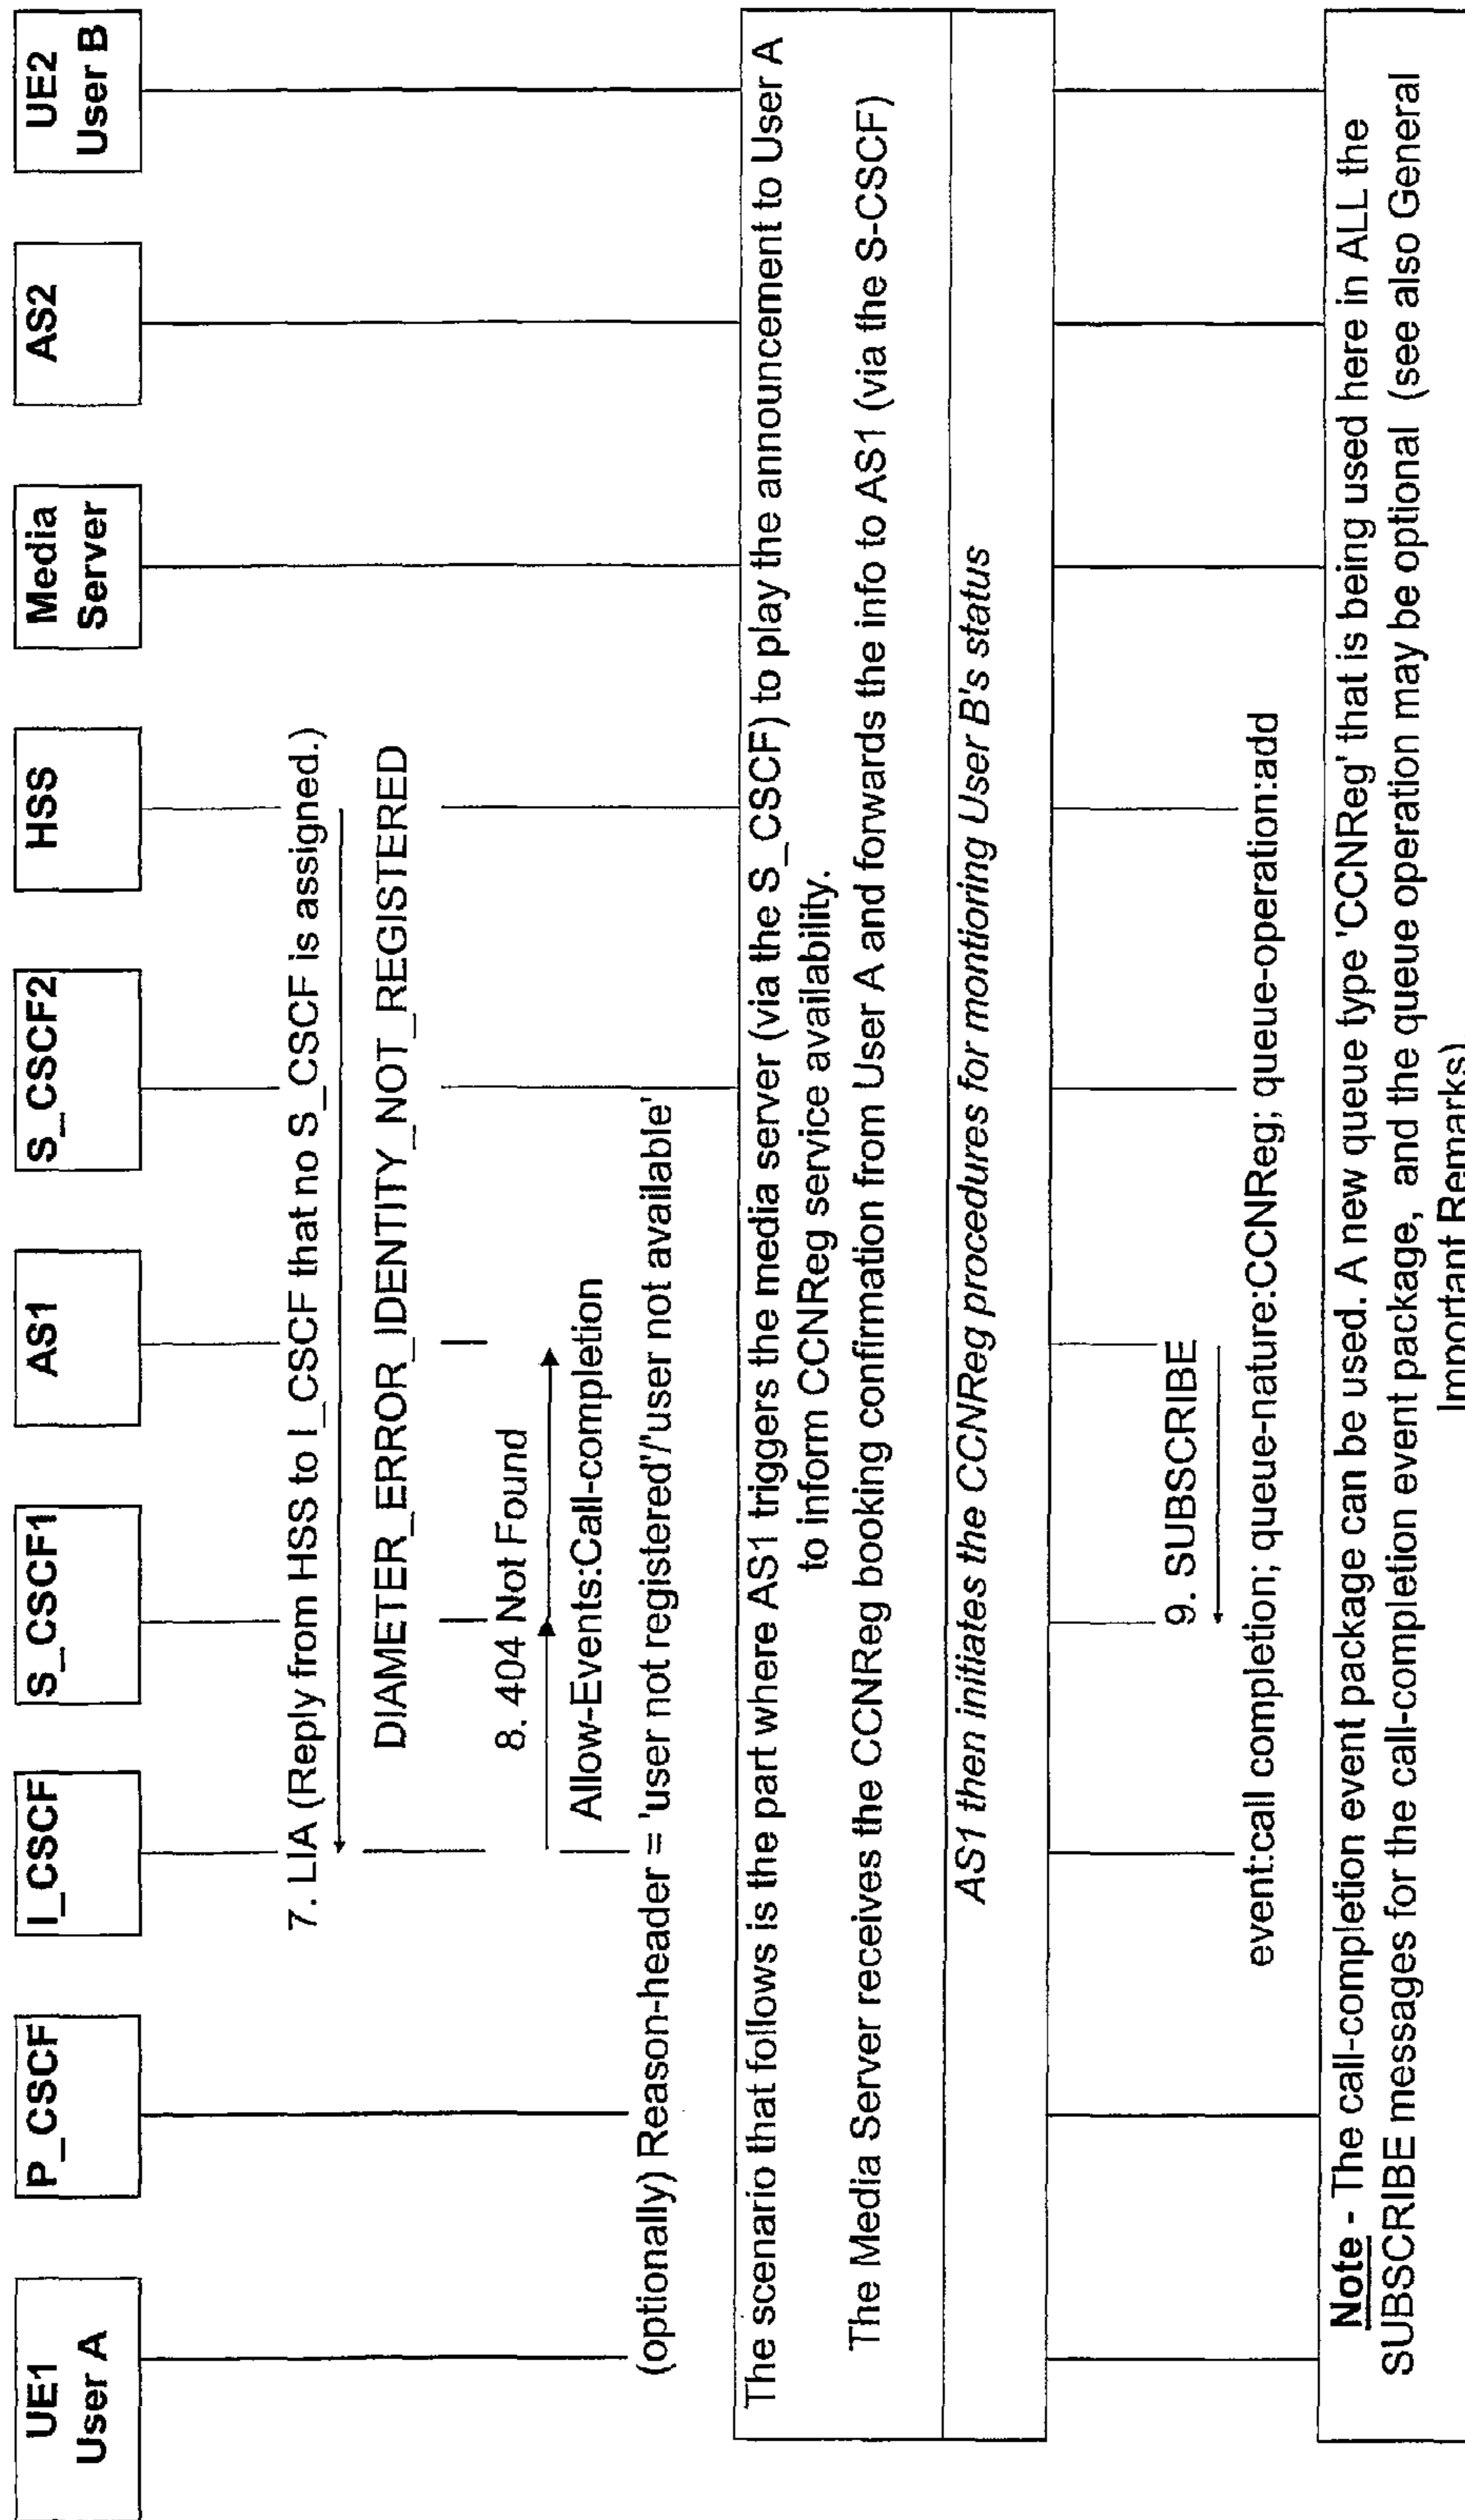 UE1
User A
P_CSCF
I_CSCF
S_CSCF1
AS1
S_CSCF2
HSS
Media
Server
AS2
UE2
User B
7. LIA (Reply from HSS to I_CSCF that no S_CSCF is assigned.)
DIAMETER_ERROR_IDENTITY_NOT_REGISTERED
8. 404 Not Found
Allow-Events:Call-completion
(optionally) Reason-header = 'user not registered'/'user not available'
The scenario that follows is the part where AS1 triggers the media server (via the S_CSCF) to play the announcement to User A
to inform CCNReg service availability.
The Media Server receives the CCNReg booking confirmation from User A and forwards the info to AS1 (via the S-CSCF)
AS1 then initiates the CCNReg procedures for montioring User B's status
9. SUBSCRIBE
event:call completion; queue-nature:CCNReg; queue-operation:add
Note - The call-completion event package can be used. A new queue type 'CCNReg' that is being used here in ALL the
SUBSCRIBE messages for the call-completion event package, and the queue operation may be optional (see also General
Important Remarks)